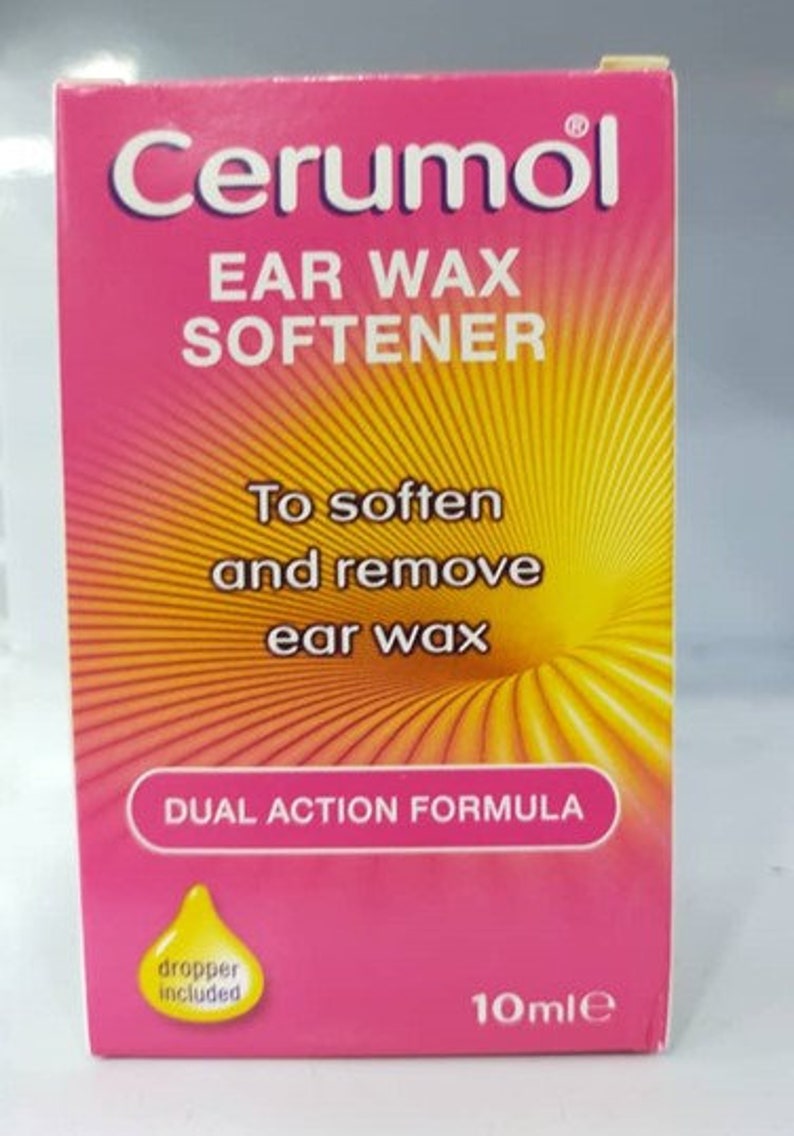 Cerumol®
EAR WAX
SOFTENER
To soften
and remove
ear wax
DUAL ACTION FORMULA
dropper
included
10ml℮